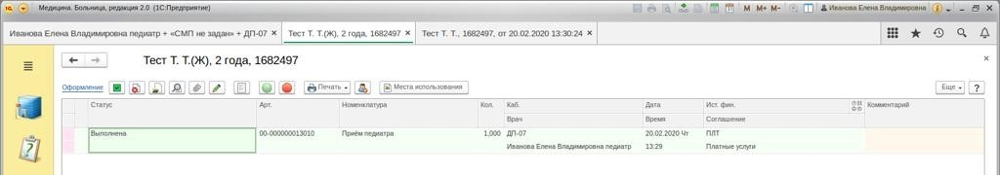 Медицина. Больница, редакция 2.0 (1С:Предприятие)
M M+ M- Иванова Елена Владимировна
Иванова Елена Владимировна педиатр + «СМП не задан» + ДП-07 × Тест Т. Т.(Ж), 2 года, 1682497 × Тест Т. Т., 1682497, от 20.02.2020 13:30:24 ×
Тест Т. Т.(Ж), 2 года, 1682497
Оформление Печать Места использования Еще ?
Статус Арт. Номенклатура Кол. Каб. Дата Ист. фин. Комментарий
Врач Время Соглашение
Выполнена 00-000000013010 Приём педиатра 1,000 ДП-07 20.02.2020 Чт ПЛТ
Иванова Елена Владимировна педиатр 13:29 Платные услуги